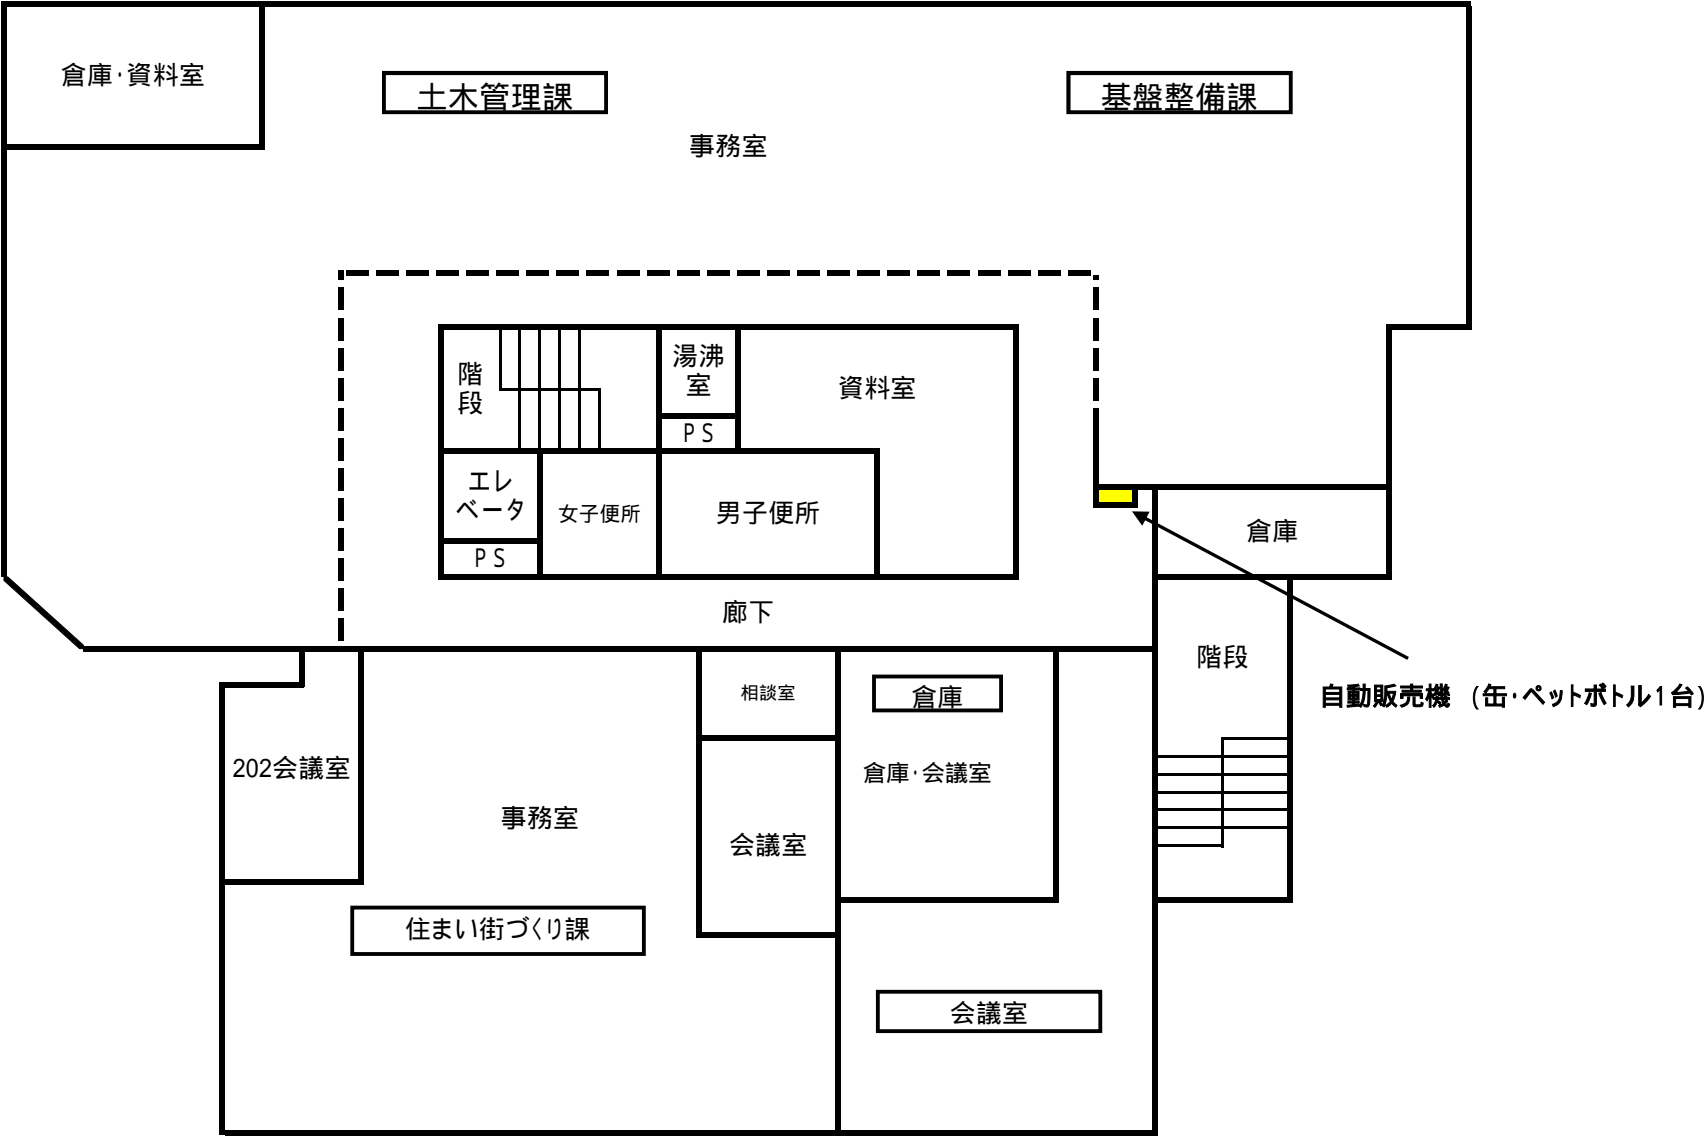 倉庫・資料室
土木管理課
基盤整備課
事務室
階
段
湯沸
室
資料室
ＰＳ
エレ
ベータ
女子便所
男子便所
ＰＳ
倉庫
廊下
階段
相談室
倉庫
自動販売機 （缶・ペットボトル１台）
202会議室
倉庫・会議室
事務室
会議室
住まい街づくり課
会議室